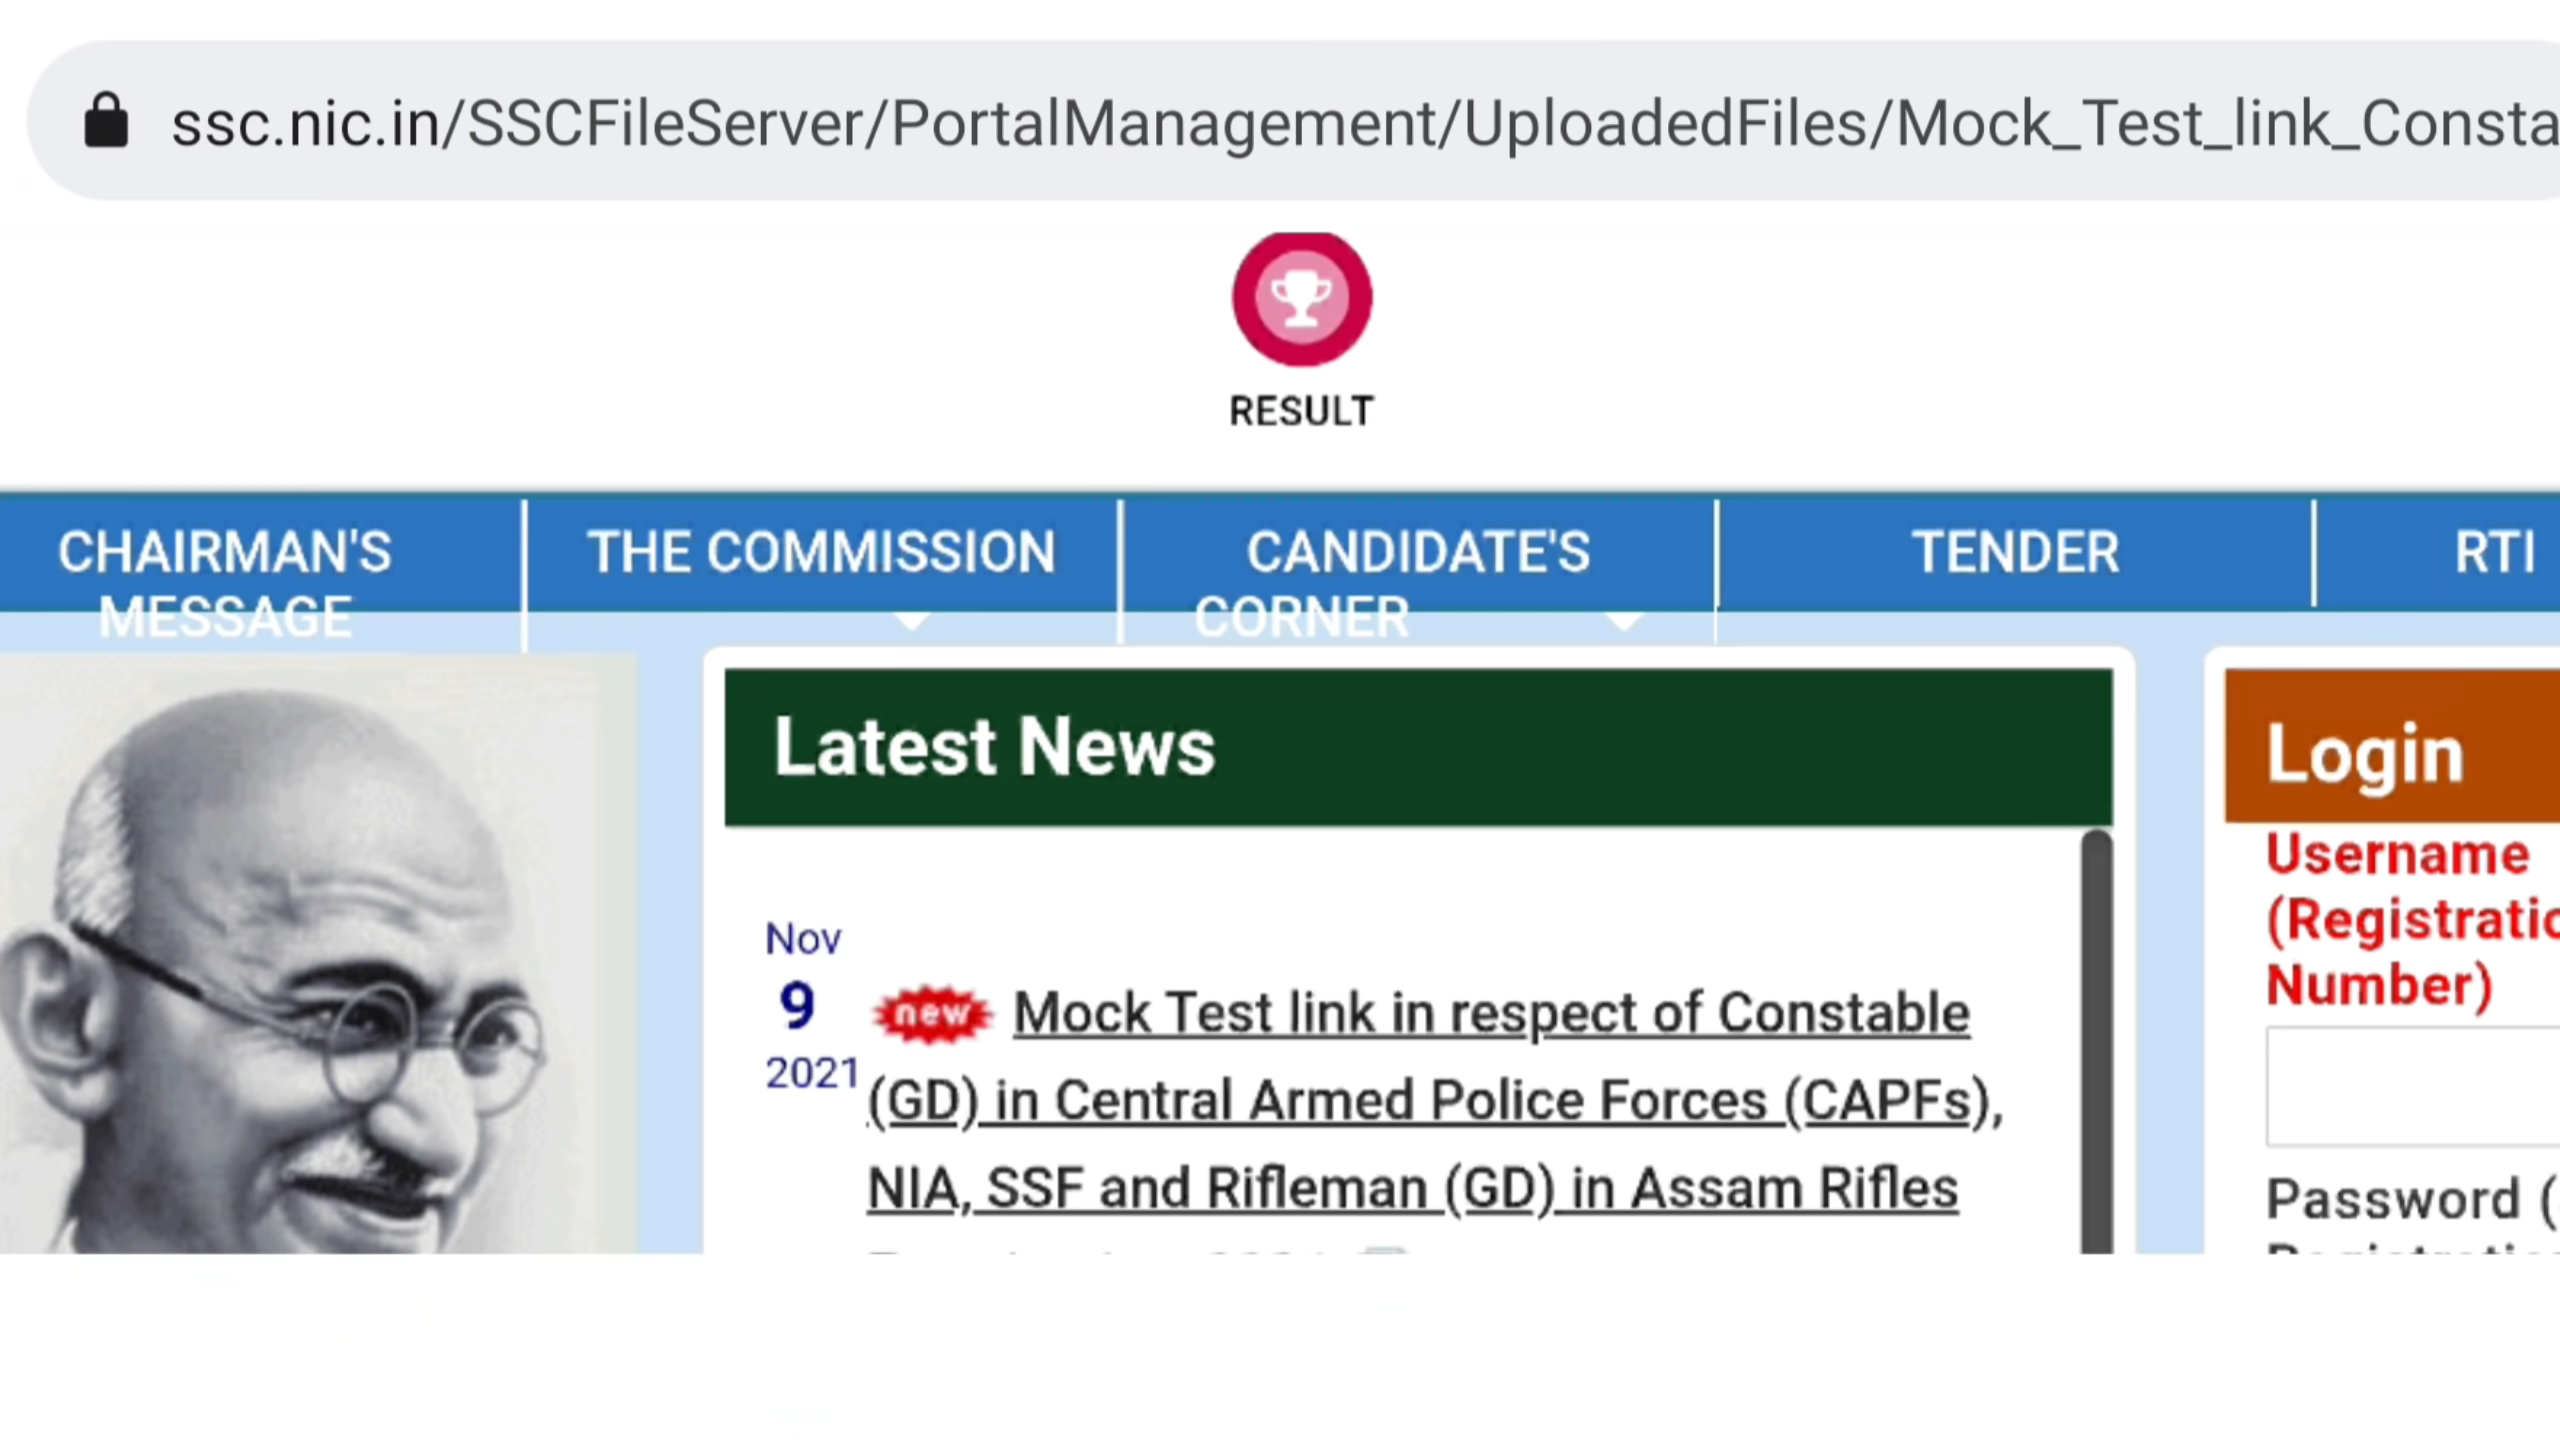 ssc.nic.in/SSCFileServer/PortalManagement/UploadedFiles/Mock_Test_link_Consta
RESULT
CHAIRMAN'S
MESSAGE
THE COMMISSION
CANDIDATE'S
CORNER
TENDER
RTI
Latest News
Nov
9
2021
new Mock Test link in respect of Constable
(GD) in Central Armed Police Forces (CAPFs),
NIA, SSF and Rifleman (GD) in Assam Rifles
Login
Username
(Registratio
Number)
Password (